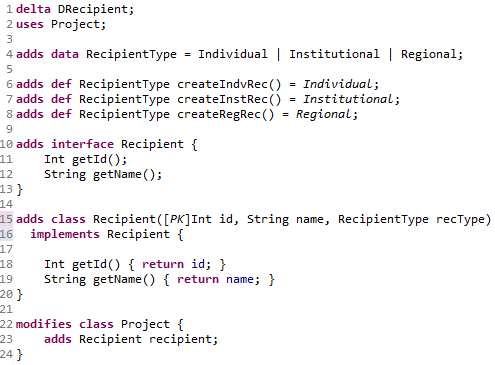 1 delta DRecipient;
2 uses Project;
3
4 adds data RecipientType = Individual | Institutional | Regional;
5
6 adds def RecipientType createIndvRec() = Individual;
7 adds def RecipientType createInstRec() = Institutional;
8 adds def RecipientType createRegRec() = Regional;
9
10 adds interface Recipient {
11     Int getId();
12     String getName();
13 }
14
15 adds class Recipient([PK]Int id, String name, RecipientType recType)
16   implements Recipient {
17
18     Int getId() { return id; }
19     String getName() { return name; }
20 }
21
22 modifies class Project {
23     adds Recipient recipient;
24 }